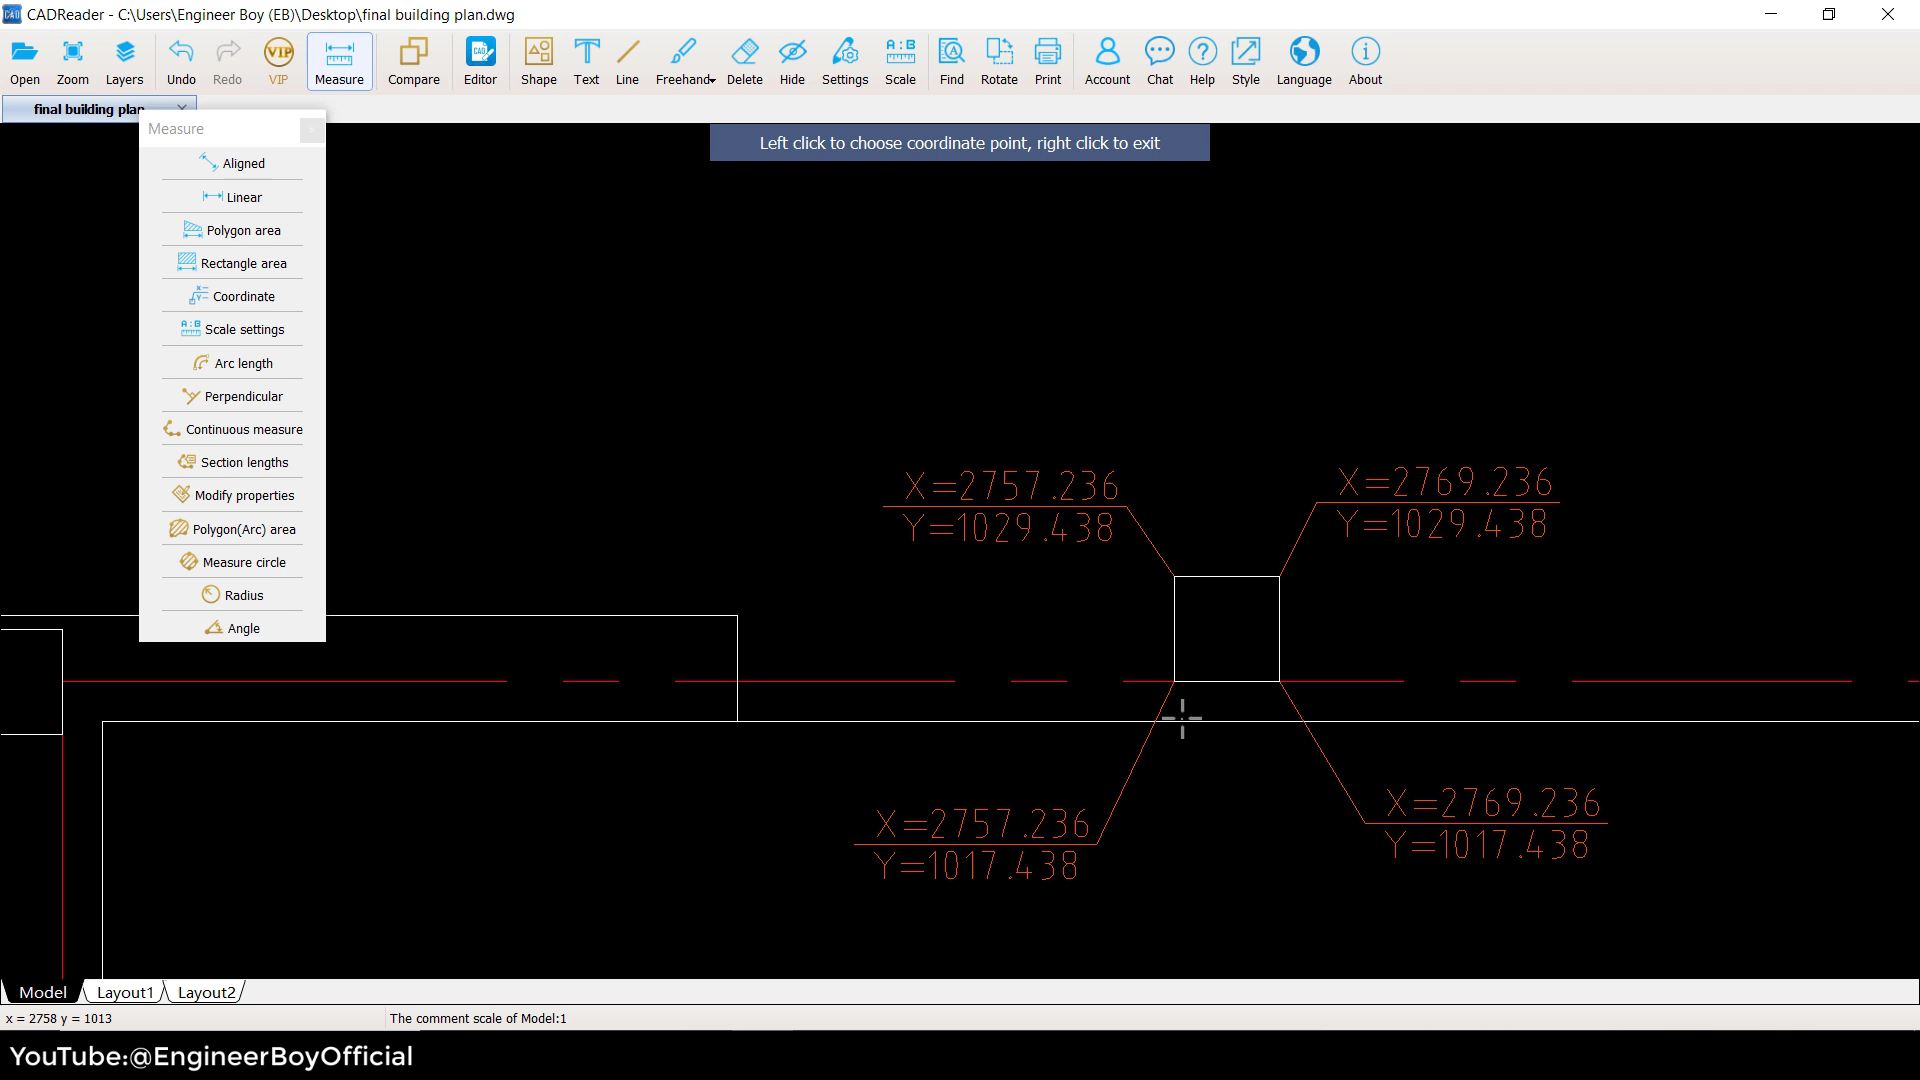 CADReader - C:\Users\Engineer Boy (EB)\Desktop\final building plan.dwg
Open Zoom Layers Undo Redo VIP Measure Compare Editor Shape Text Line Freehand Delete Hide Settings Scale Find Rotate Print Account Chat Help Style Language About
final building plan
Measure
Left click to choose coordinate point, right click to exit
Aligned
Linear
Polygon area
Rectangle area
Coordinate
Scale settings
Arc length
Perpendicular
Continuous measure
Section lengths
Modify properties
Polygon(Arc) area
Measure circle
Radius
Angle
X=2757.236
Y=1029.438
X=2769.236
Y=1029.438
X=2757.236
Y=1017.438
X=2769.236
Y=1017.438
Model Layout1 Layout2
x = 2758 y = 1013 The comment scale of Model:1
YouTube:@EngineerBoyOfficial